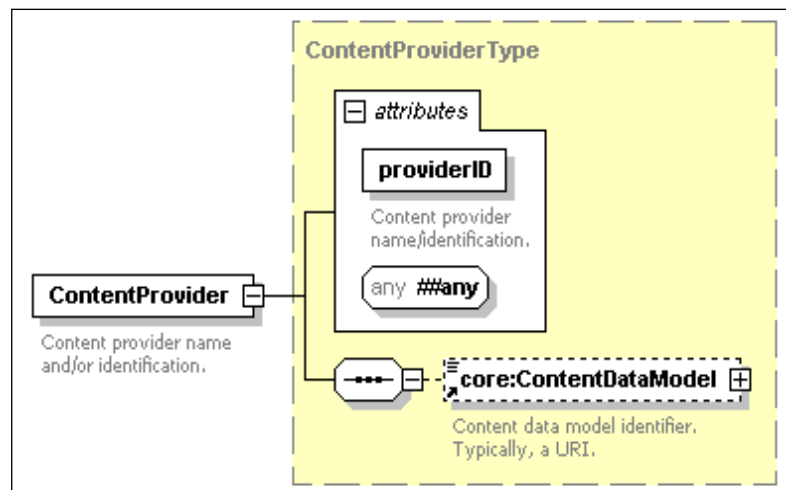 ContentProviderType
attributes
providerID
Content provider
name/identification.
any ##any
ContentProvider
Content provider name
and/or identification.
core:ContentDataModel
Content data model identifier.
Typically, a URI.